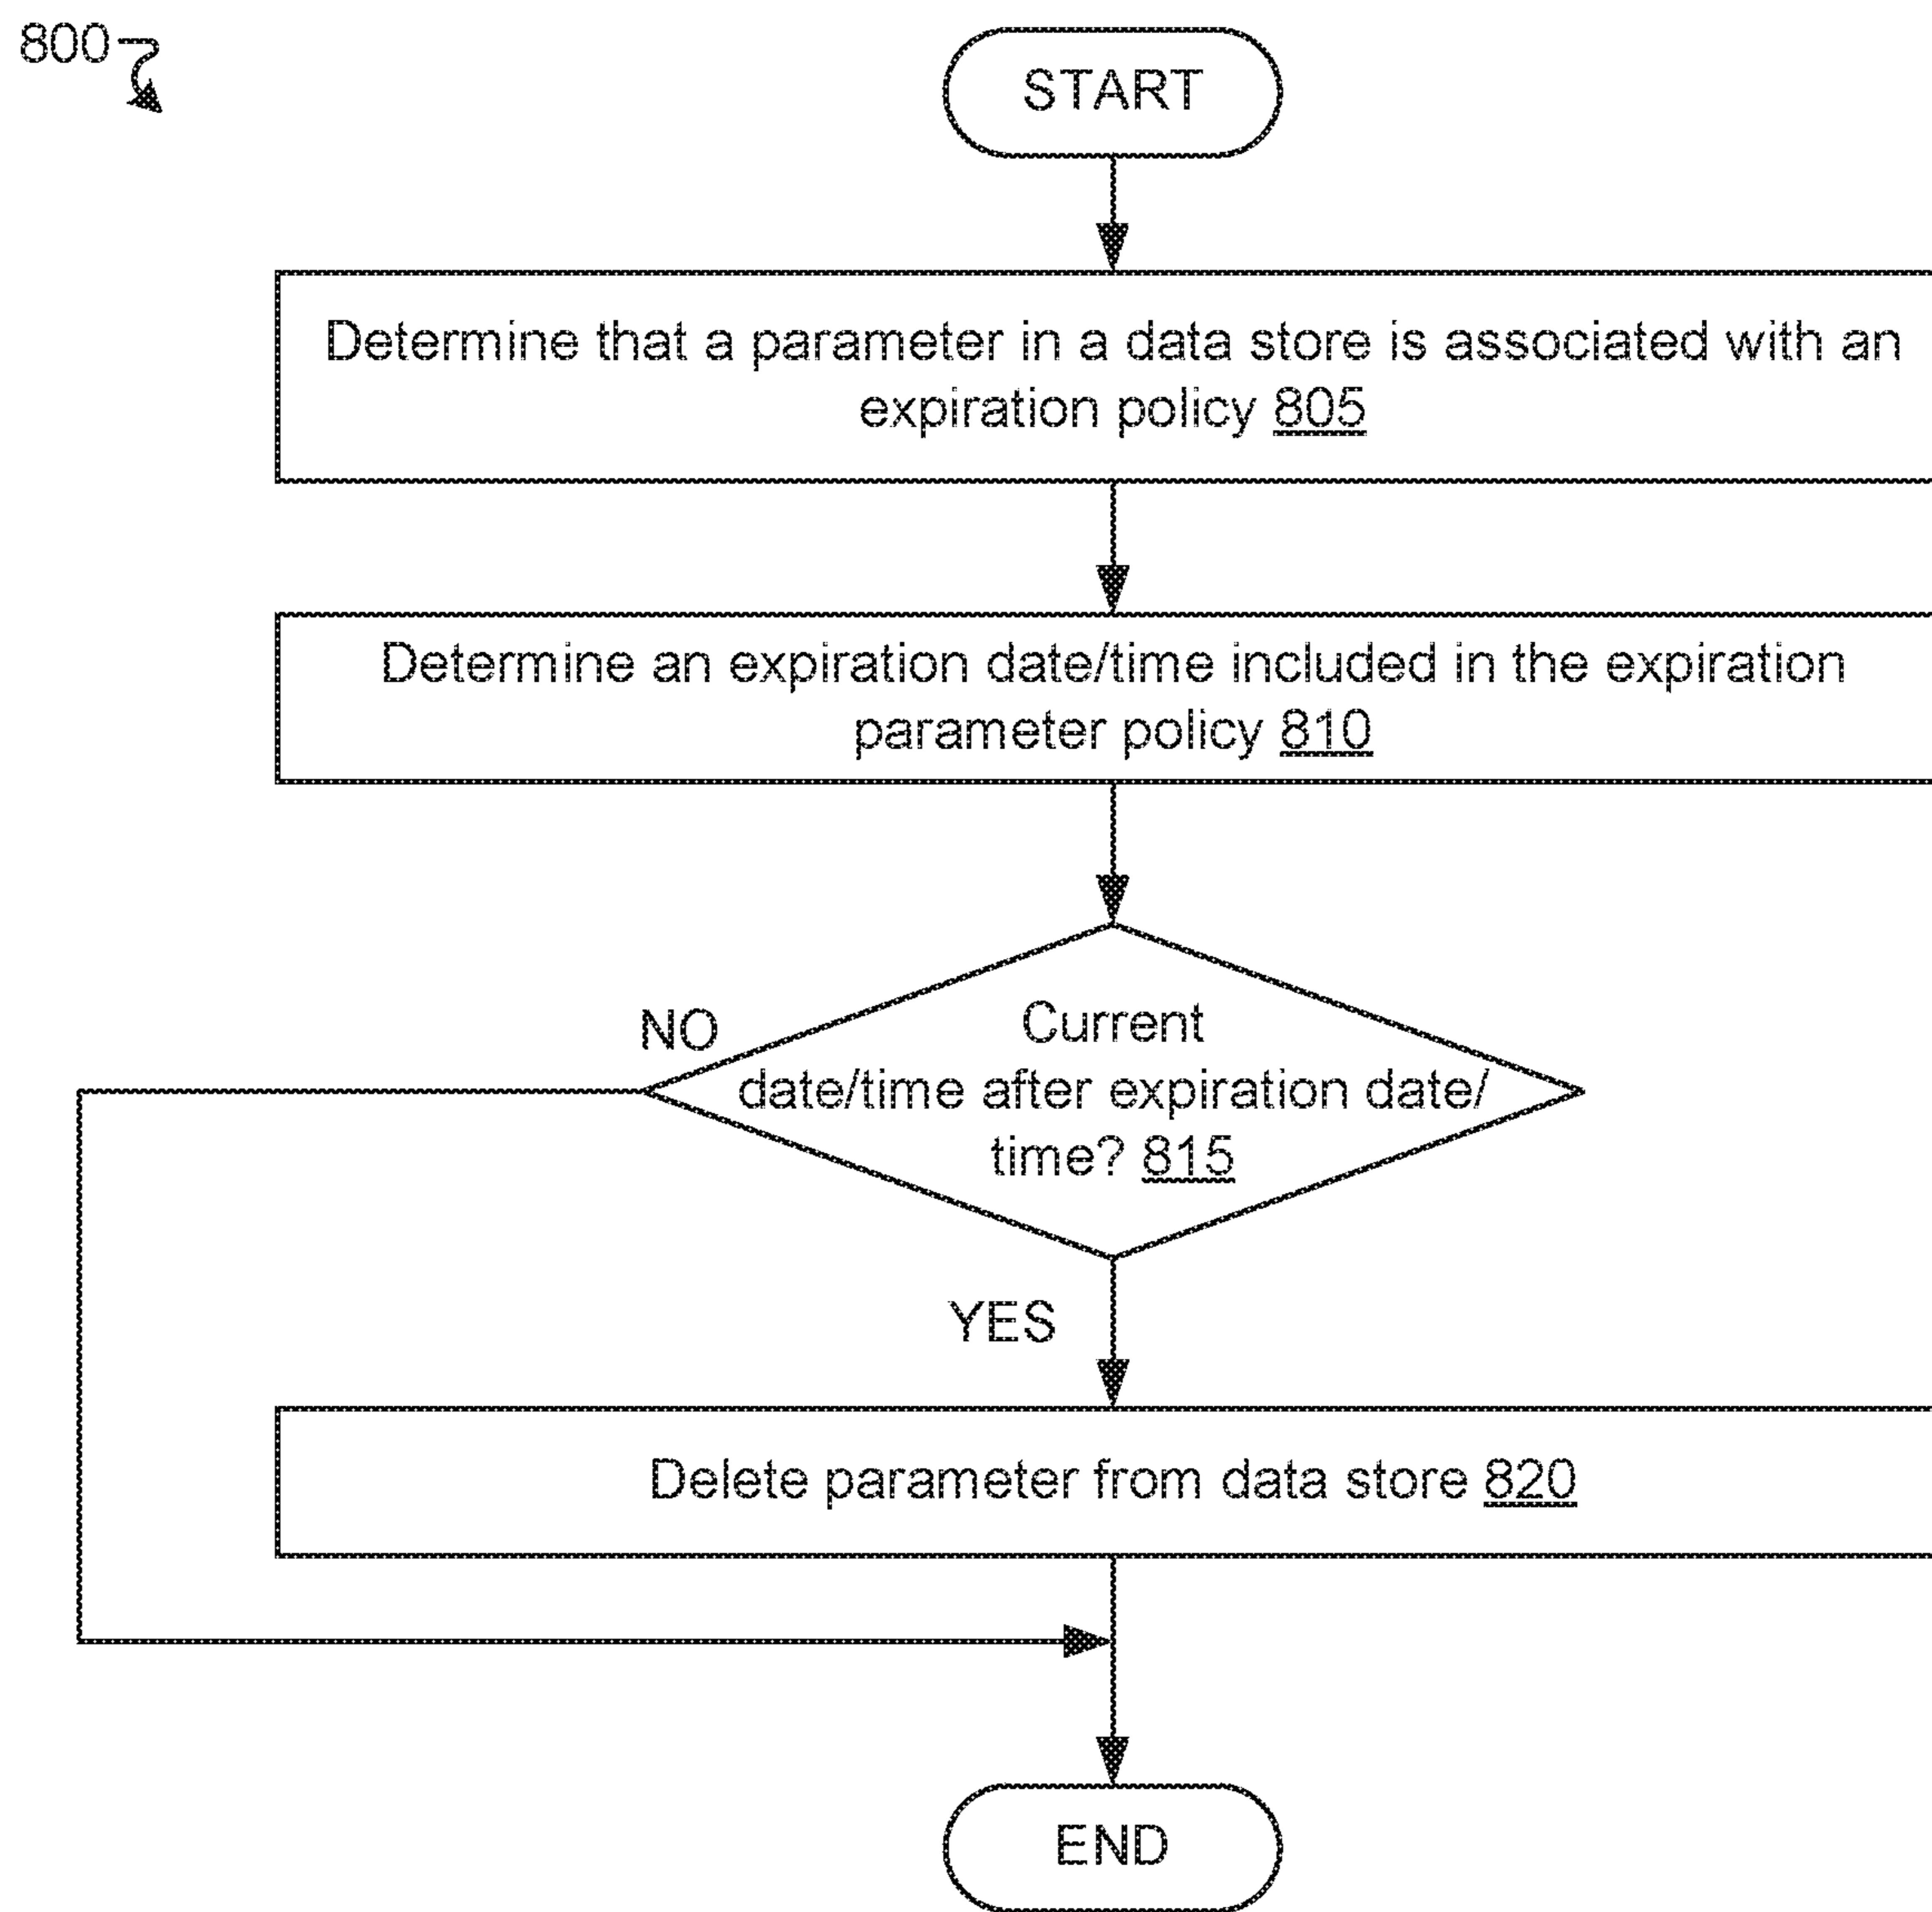 800
START
Determine that a parameter in a data store is associated with an
expiration policy 805
Determine an expiration date/time included in the expiration
parameter policy 810
NO
Current
date/time after expiration date/
time? 815
YES
Delete parameter from data store 820
END